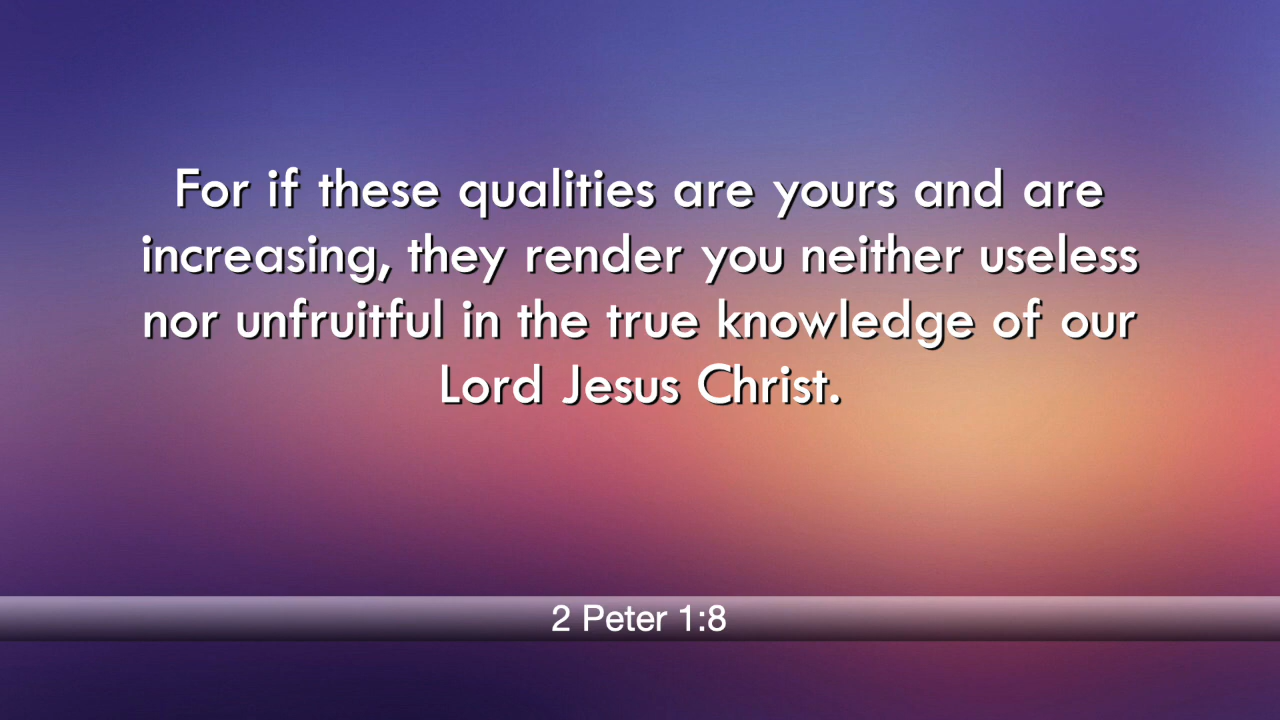 For if these qualities are yours and are
increasing, they render you neither useless
nor unfruitful in the true knowledge of our
Lord Jesus Christ.
2 Peter 1:8